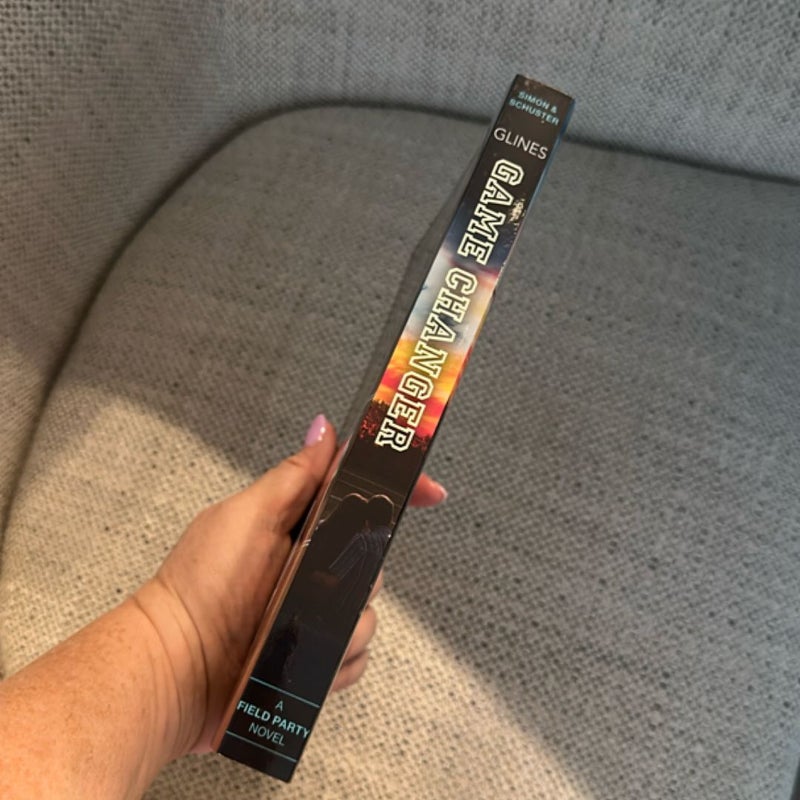 SIMON &
SCHUSTER
GLINES
GAME CHANGER
A
FIELD PARTY
NOVEL